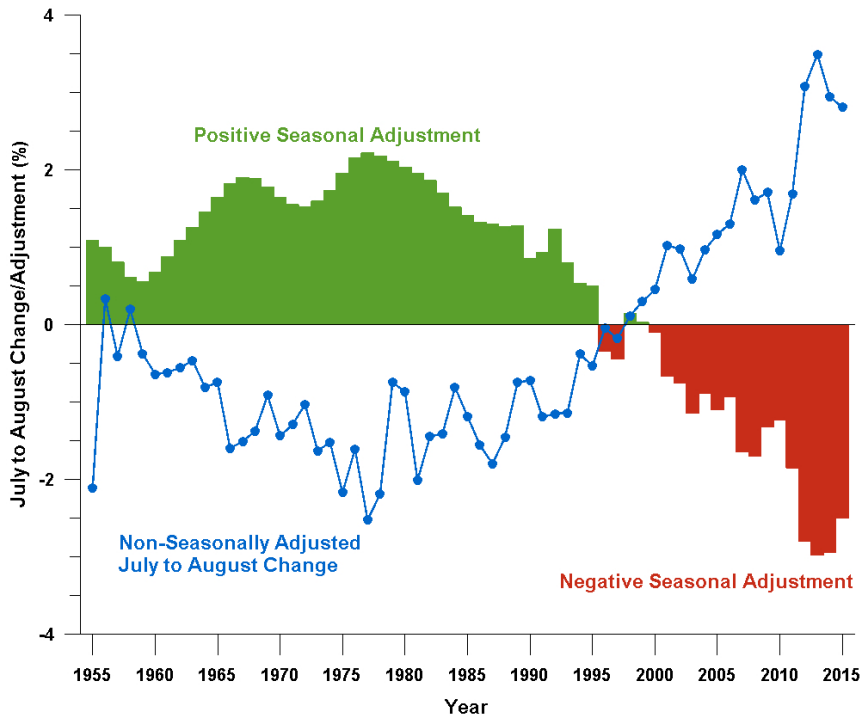 July to August Change/Adjustment (%)
4
2
0
-2
-4
Positive Seasonal Adjustment
Non-Seasonally Adjusted
July to August Change
Negative Seasonal Adjustment
1955 1960 1965 1970 1975 1980 1985 1990 1995 2000 2005 2010 2015
Year